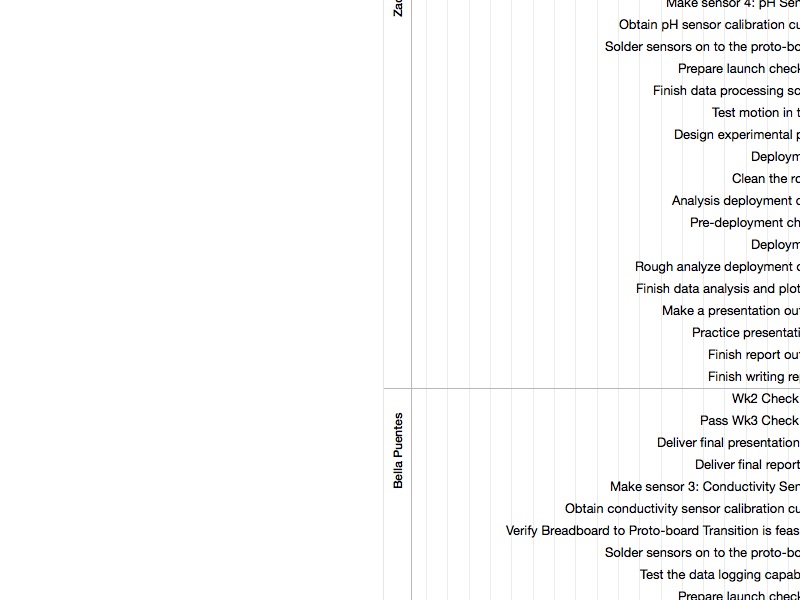 Zac
Make sensor 4: pH Sen
Obtain pH sensor calibration cu
Solder sensors on to the proto-bo
Prepare launch check
Finish data processing sc
Test motion in t
Design experimental p
Deploym
Clean the ro
Analysis deployment d
Pre-deployment ch
Deploym
Rough analyze deployment d
Finish data analysis and plot
Make a presentation out
Practice presentati
Finish report out
Finish writing re
Bella Puentes
Wk2 Check
Pass Wk3 Check
Deliver final presentation
Deliver final report
Make sensor 3: Conductivity Sen
Obtain conductivity sensor calibration cu
Verify Breadboard to Proto-board Transition is feas
Solder sensors on to the proto-bo
Test the data logging capab
Prepare launch check